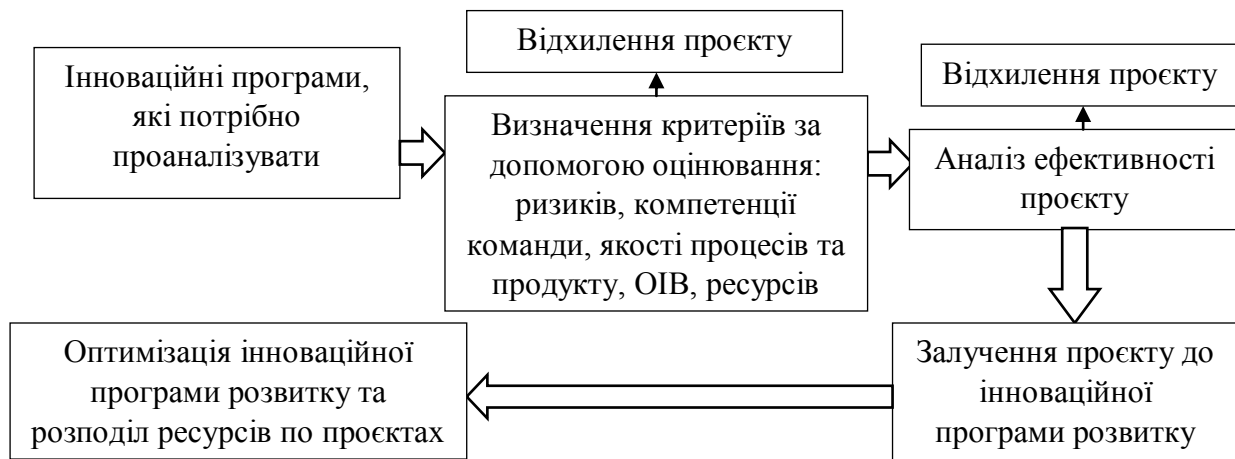 Відхилення проєкту
Інноваційні програми,
які потрібно
проаналізувати
Визначення критеріїв за
допомогою оцінювання:
ризиків, компетенції
команди, якості процесів та
продукту, ОІВ, ресурсів
Відхилення проєкту
Аналіз ефективності
проєкту
Залучення проєкту до
інноваційної
програми розвитку
Оптимізація інноваційної
програми розвитку та
розподіл ресурсів по проєктах